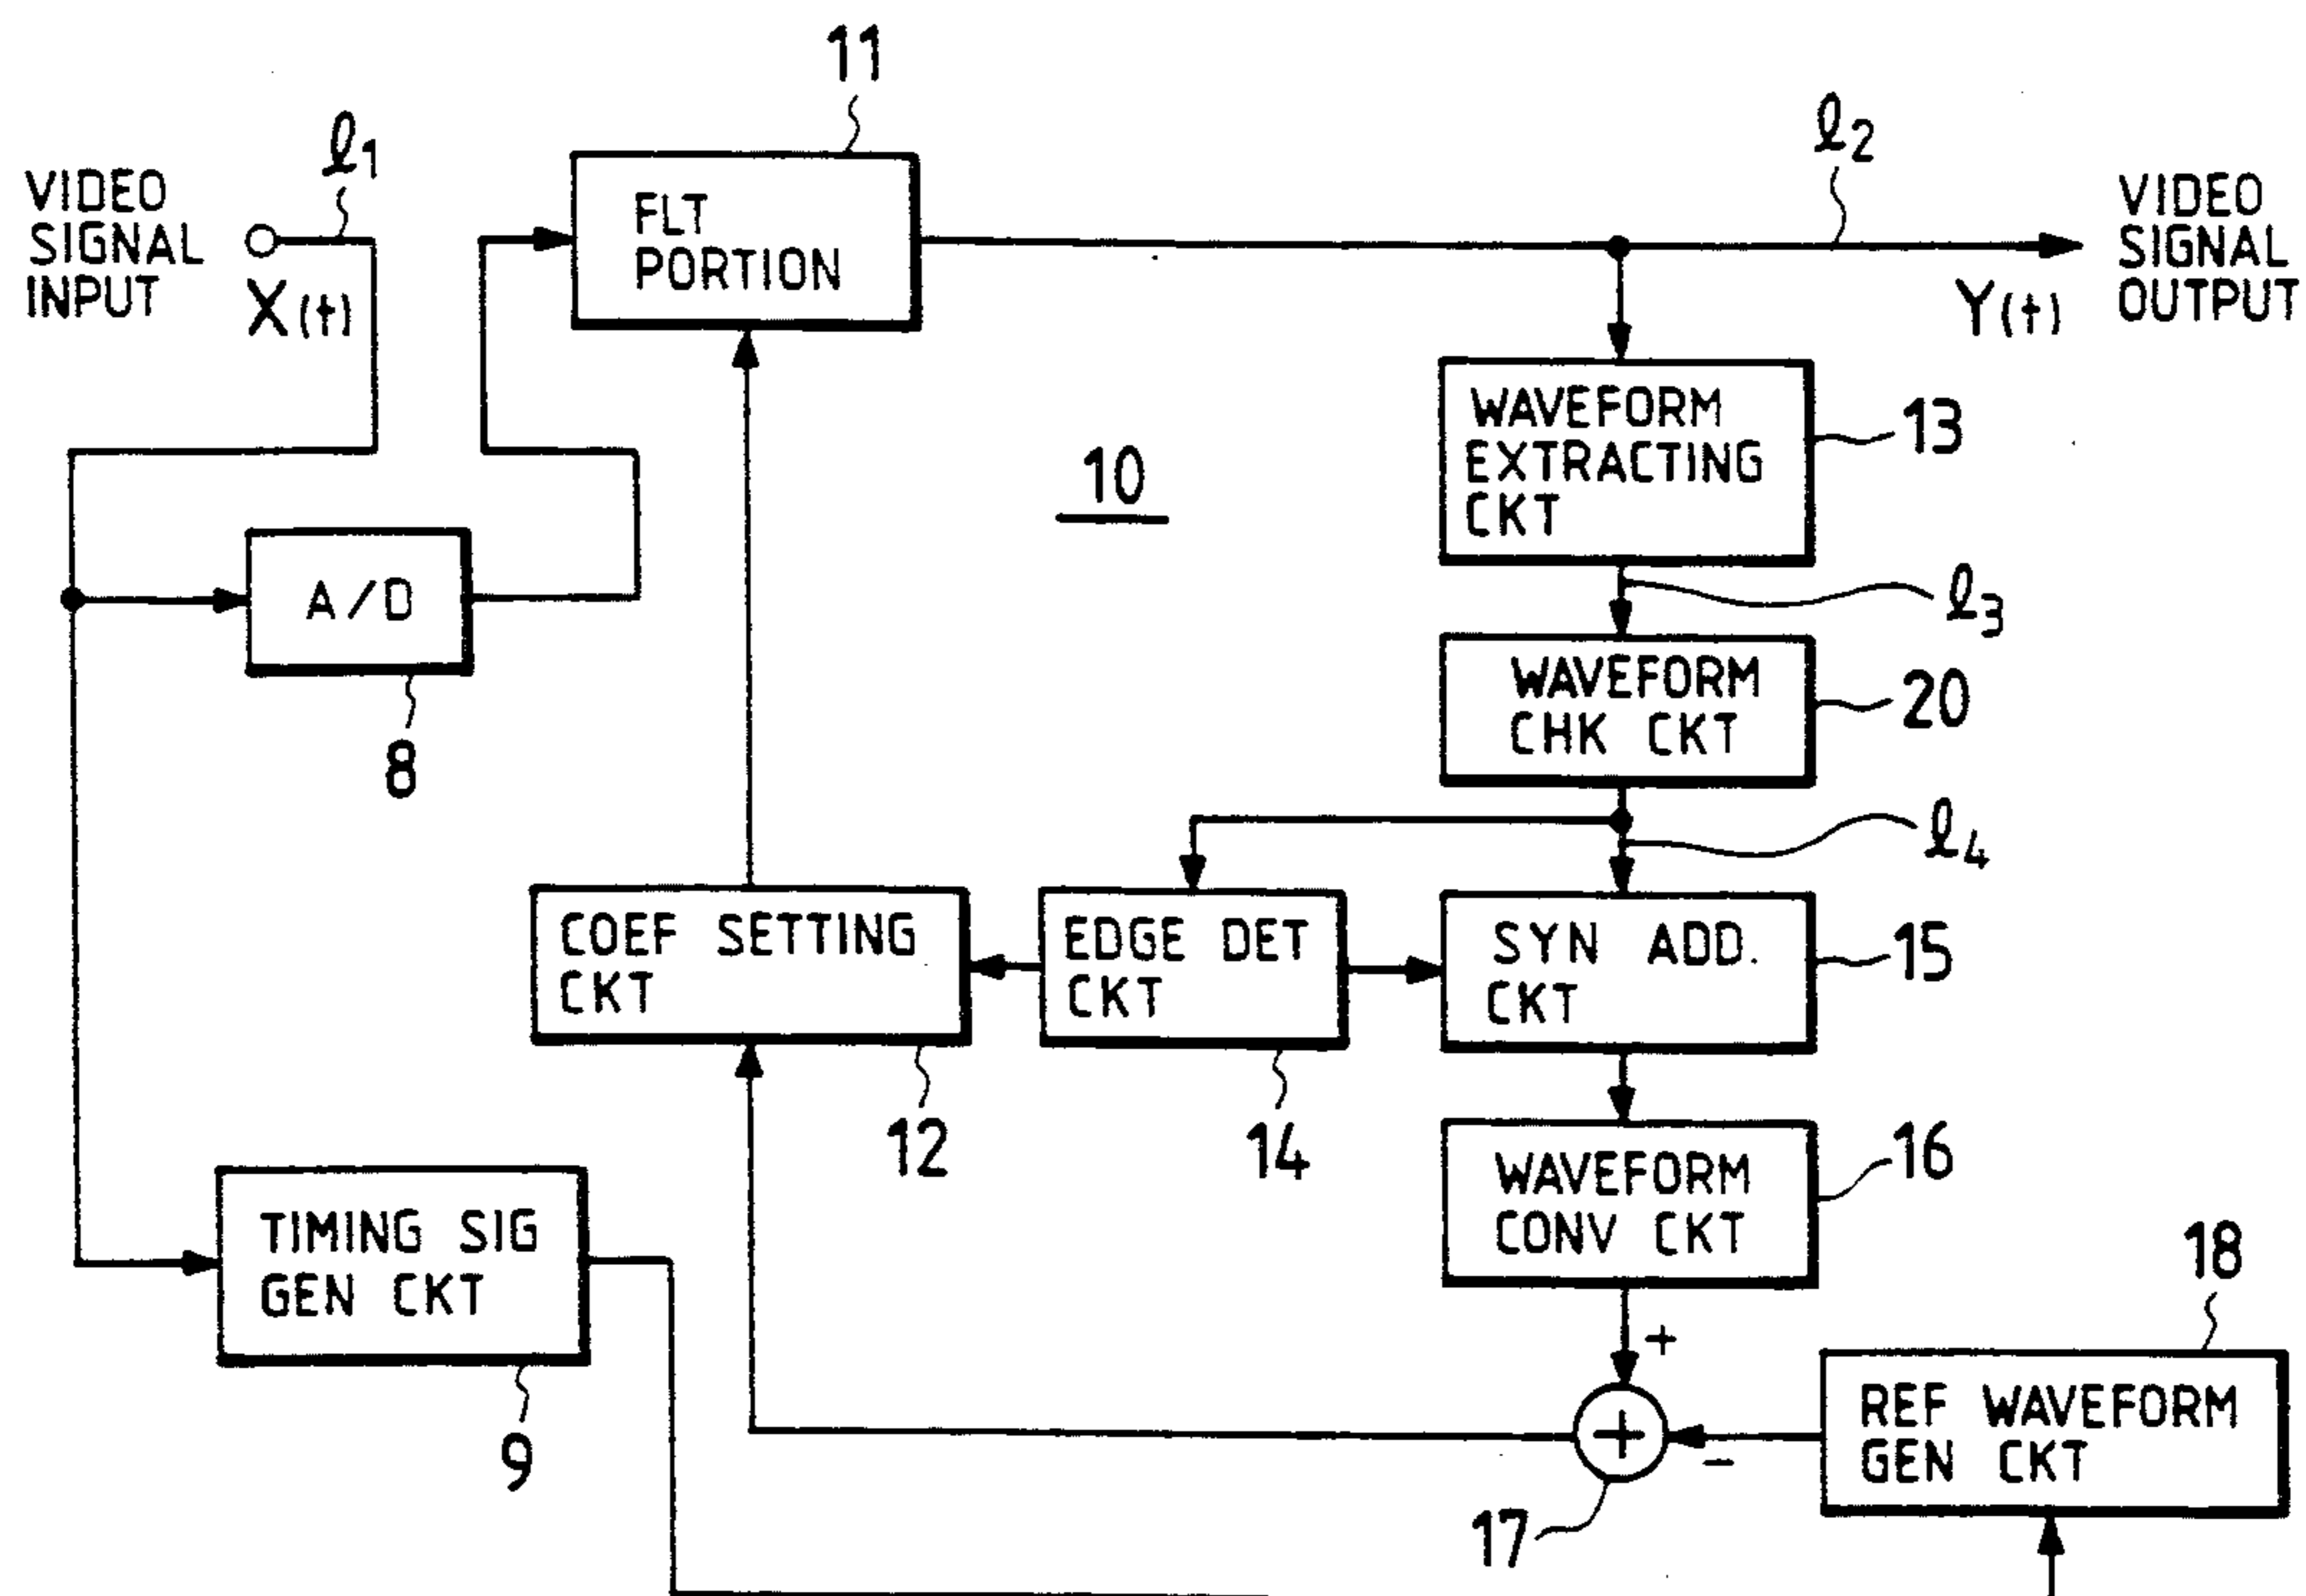 11
ℓ1
ℓ2
VIDEO
SIGNAL
INPUT
X(t)
FLT
PORTION
VIDEO
SIGNAL
OUTPUT
Y(t)
WAVEFORM
EXTRACTING
CKT
13
10
A/D
8
ℓ3
WAVEFORM
CHK CKT
20
ℓ4
COEF SETTING
CKT
12
EDGE DET
CKT
14
SYN ADD.
CKT
15
WAVEFORM
CONV CKT
16
TIMING SIG
GEN CKT
9
+
+
−
17
REF WAVEFORM
GEN CKT
18